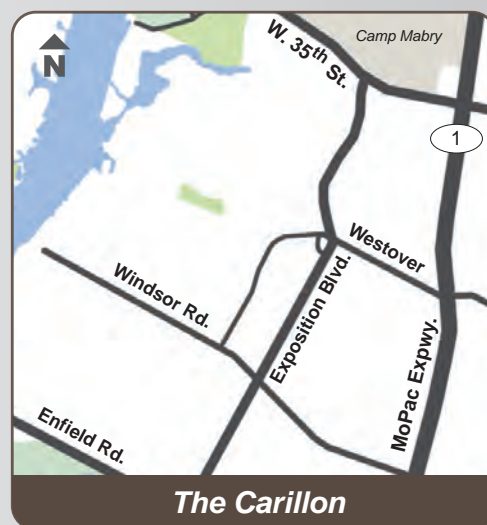 N
W. 35th St.
Camp Mabry
1
Westover
Windsor Rd.
Exposition Blvd.
MoPac Expwy.
Enfield Rd.
The Carillon